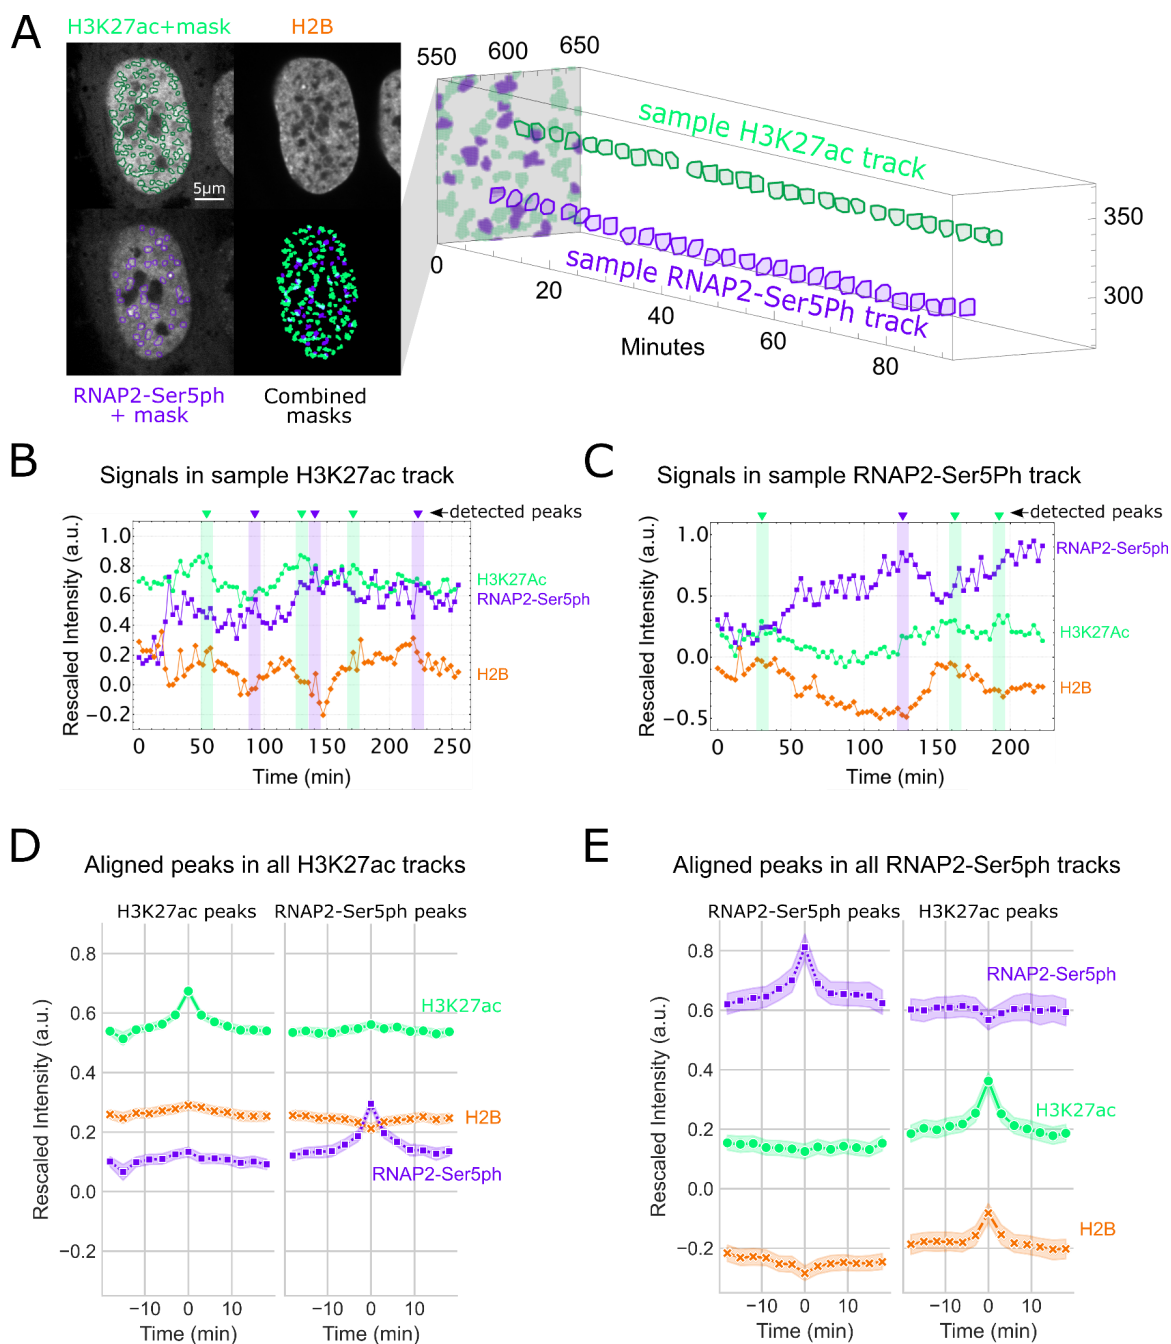 A
H3K27ac+mask
H2B
5μm
RNAP2-Ser5ph
+ mask
Combined
masks
550
600
650
sample H3K27ac track
sample RNAP2-Ser5Ph track
350
300
0
20
40
60
80
Minutes
B
Signals in sample H3K27ac track
detected peaks
Rescaled Intensity (a.u.)
1.0
0.8
0.6
0.4
0.2
0.0
−0.2
H3K27Ac
RNAP2-Ser5ph
H2B
0
50
100
150
200
250
Time (min)
C
Signals in sample RNAP2-Ser5Ph track
detected peaks
Rescaled Intensity (a.u.)
1.0
0.5
0.0
−0.5
RNAP2-Ser5ph
H3K27Ac
H2B
0
50
100
150
200
Time (min)
D
Aligned peaks in all H3K27ac tracks
H3K27ac peaks
RNAP2-Ser5ph peaks
Rescaled Intensity (a.u.)
0.8
0.6
0.4
0.2
0.0
−0.2
H3K27ac
H2B
RNAP2-Ser5ph
−10
0
10
−10
0
10
Time (min)
Time (min)
E
Aligned peaks in all RNAP2-Ser5ph tracks
RNAP2-Ser5ph peaks
H3K27ac peaks
Rescaled Intensity (a.u.)
0.8
0.6
0.4
0.2
0.0
−0.2
RNAP2-Ser5ph
H3K27ac
H2B
−10
0
10
−10
0
10
Time (min)
Time (min)